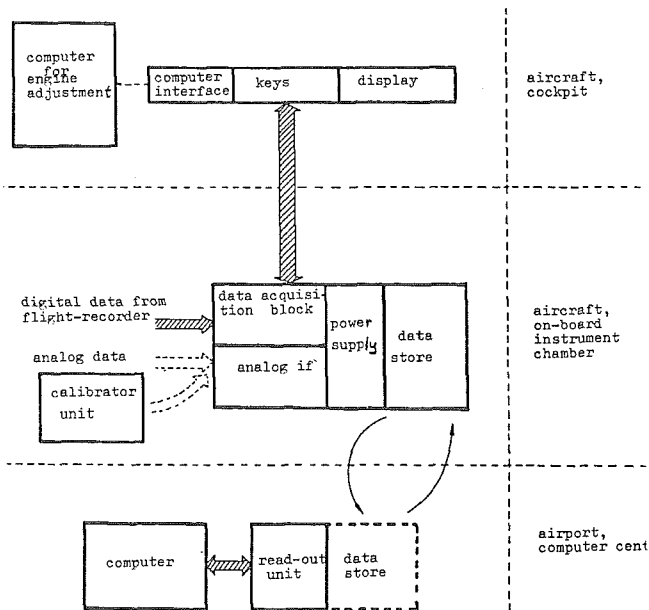 computer
for
engine
adjustment
computer
interface
keys
display
aircraft,
cockpit
digital data from
flight-recorder
data acquisi-
tion block
power
supply
data
store
aircraft,
on-board
instrument
chamber
analog data
analog if
calibrator
unit
computer
read-out
unit
data
store
airport,
computer cent